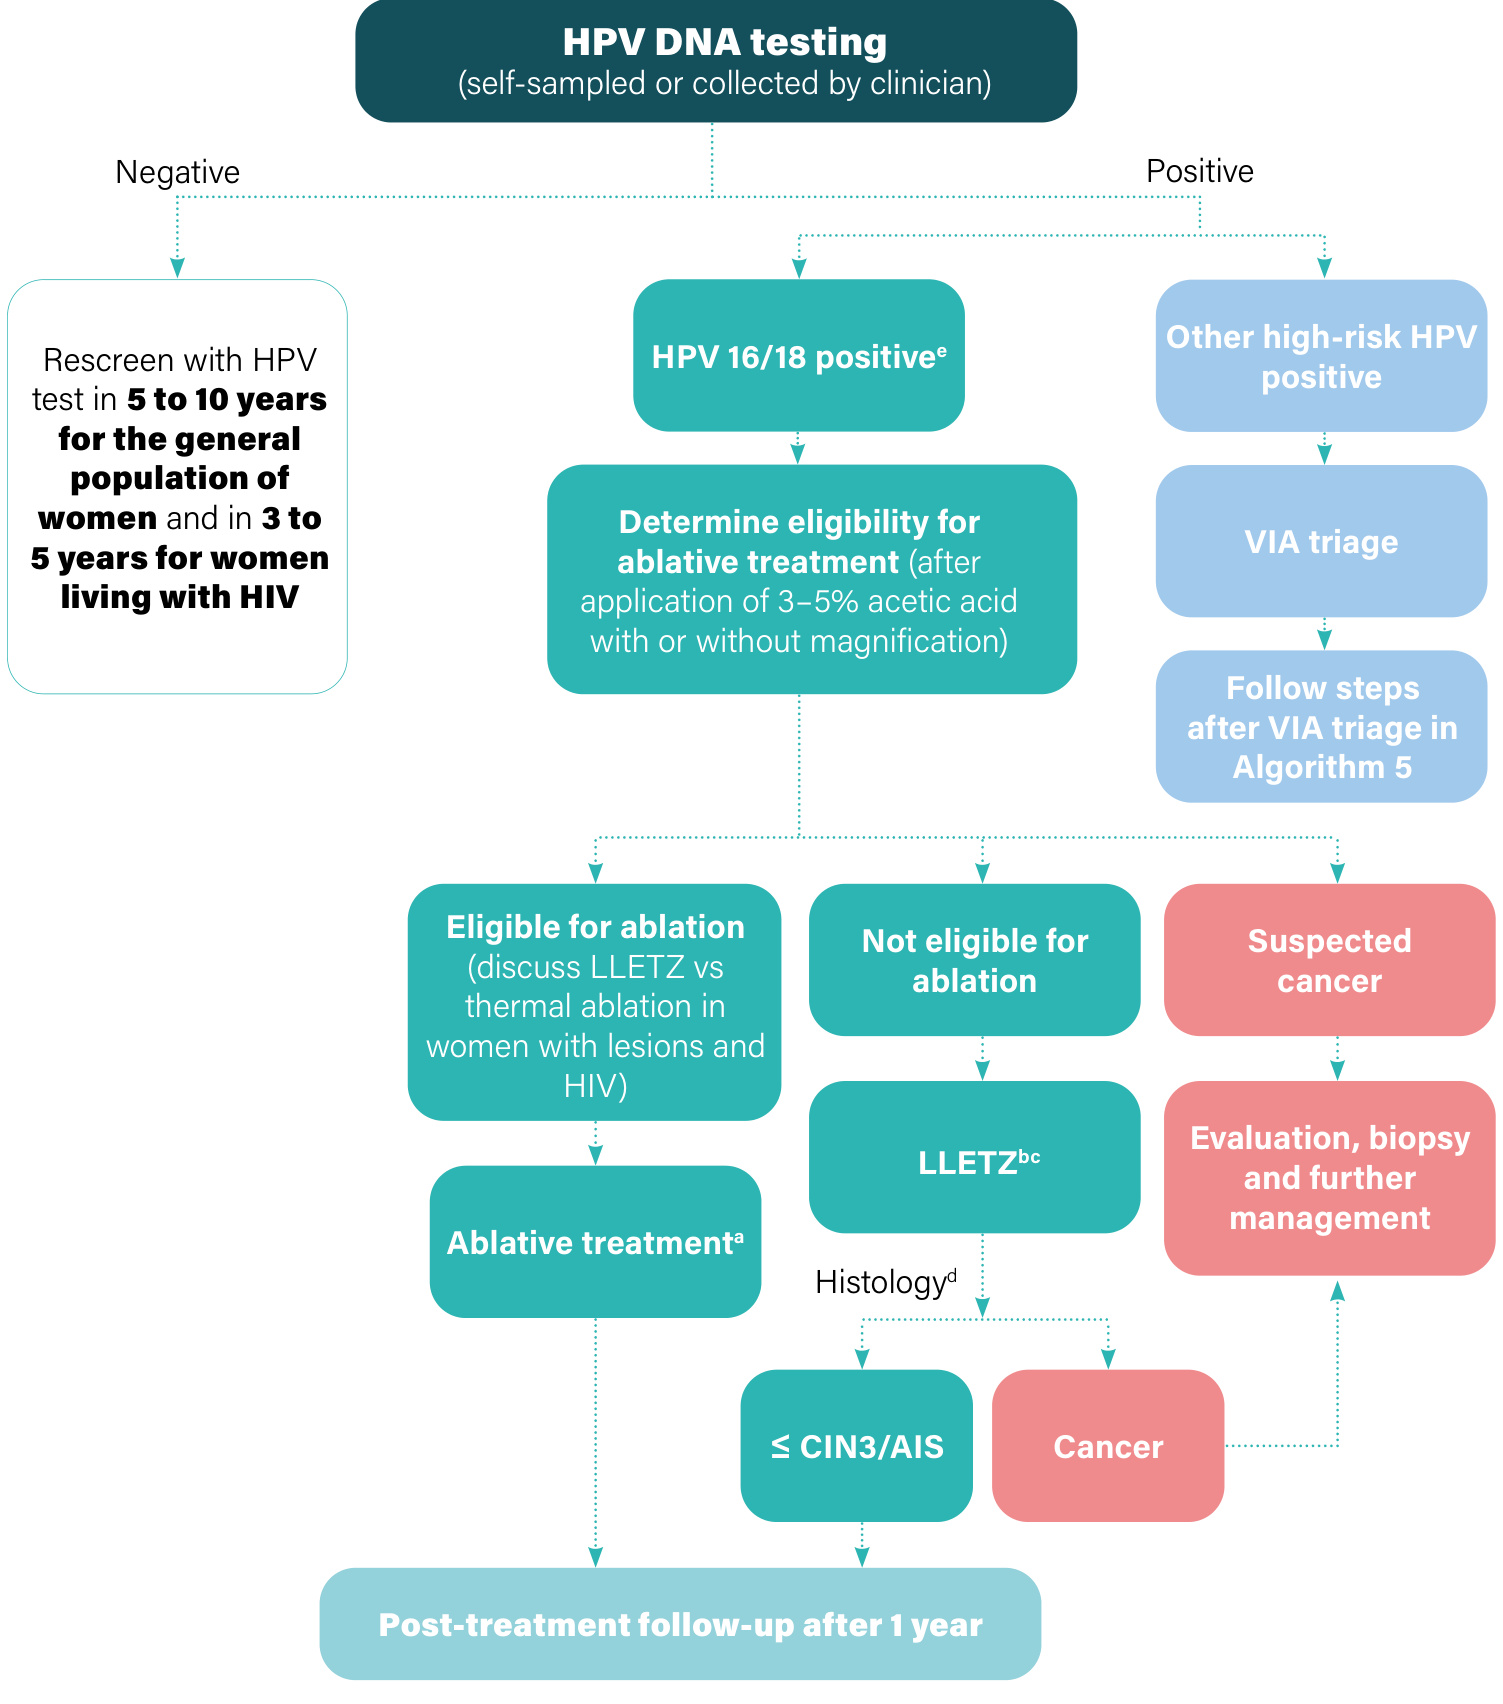 HPV DNA testing
(self-sampled or collected by clinician)
Negative
Positive
Rescreen with HPV
test in 5 to 10 years
for the general
population of
women and in 3 to
5 years for women
living with HIV
HPV 16/18 positiveᵉ
Other high-risk HPV
positive
Determine eligibility for
ablative treatment (after
application of 3–5% acetic acid
with or without magnification)
VIA triage
Follow steps
after VIA triage in
Algorithm 5
Eligible for ablation
(discuss LLETZ vs
thermal ablation in
women with lesions and
HIV)
Not eligible for
ablation
Suspected
cancer
Ablative treatmentᵃ
LLETZᵇᶜ
Evaluation, biopsy
and further
management
Histologyᵈ
≤ CIN3/AIS
Cancer
Post-treatment follow-up after 1 year